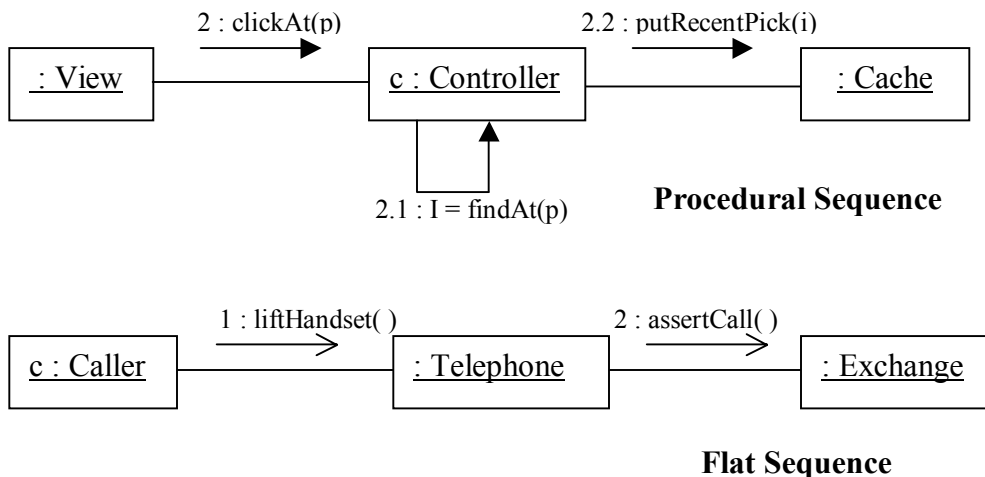 2 : clickAt(p)
2.2 : putRecentPick(i)
: View
c : Controller
: Cache
2.1 : I = findAt(p)
Procedural Sequence
1 : liftHandset( )
2 : assertCall( )
c : Caller
: Telephone
: Exchange
Flat Sequence